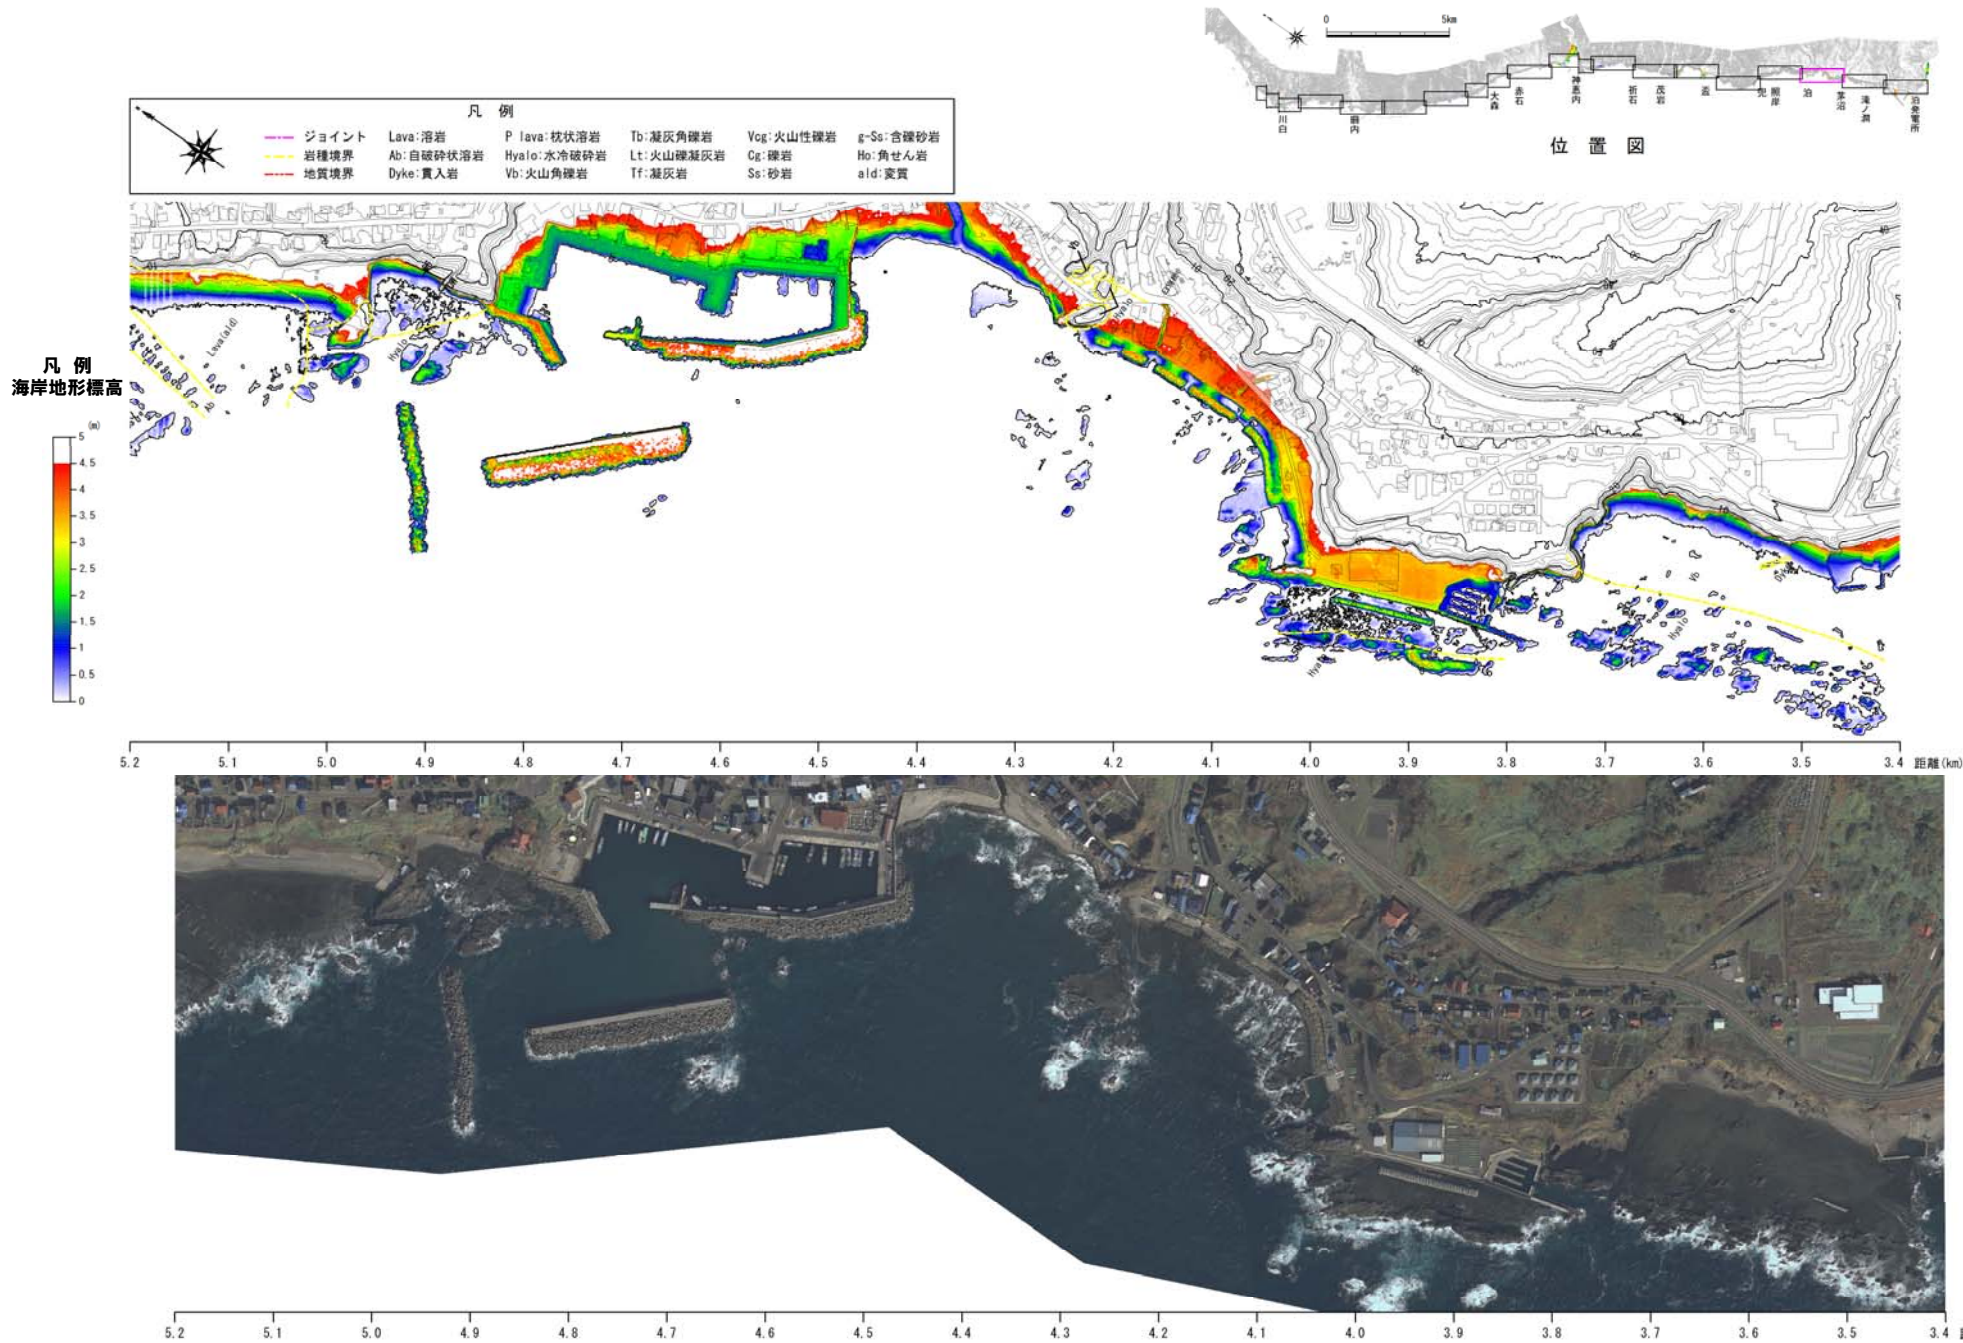 0 5km
大森 赤石 神恵内 祈石 茂岩 盃 兜 照岸 泊 茅沼 滝ノ澗 泊発電所
川白 珊内
位 置 図
凡 例
ジョイント Lava:溶岩 P lava:枕状溶岩 Tb:凝灰角礫岩 Vcg:火山性礫岩 g-Ss:含礫砂岩
岩種境界 Ab:自破砕状溶岩 Hyalo:水冷破砕岩 Lt:火山礫凝灰岩 Cg:礫岩 Ho:角せん岩
地質境界 Dyke:貫入岩 Vb:火山角礫岩 Tf:凝灰岩 Ss:砂岩 ald:変質
Lava(ald)
Hyalo
Hyalo
Vb
Hyalo
凡 例
海岸地形標高
(m)
5
4.5
4
3.5
3
2.5
2
1.5
1
0.5
0
5.2 5.1 5.0 4.9 4.8 4.7 4.6 4.5 4.4 4.3 4.2 4.1 4.0 3.9 3.8 3.7 3.6 3.5 3.4 距離(km)
5.2 5.1 5.0 4.9 4.8 4.7 4.6 4.5 4.4 4.3 4.2 4.1 4.0 3.9 3.8 3.7 3.6 3.5 3.4